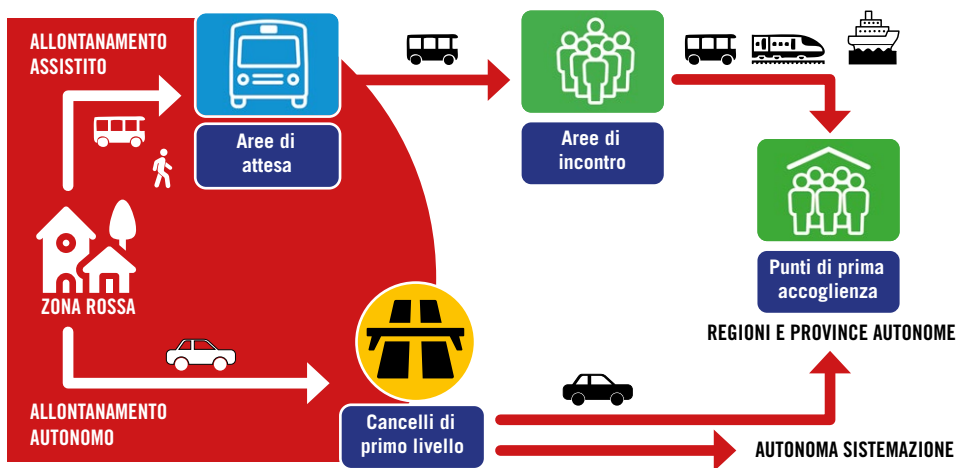 ALLONTANAMENTO
ASSISTITO
Aree di
attesa
Aree di
incontro
ZONA ROSSA
Punti di prima
accoglienza
REGIONI E PROVINCE AUTONOME
ALLONTANAMENTO
AUTONOMO
Cancelli di
primo livello
AUTONOMA SISTEMAZIONE